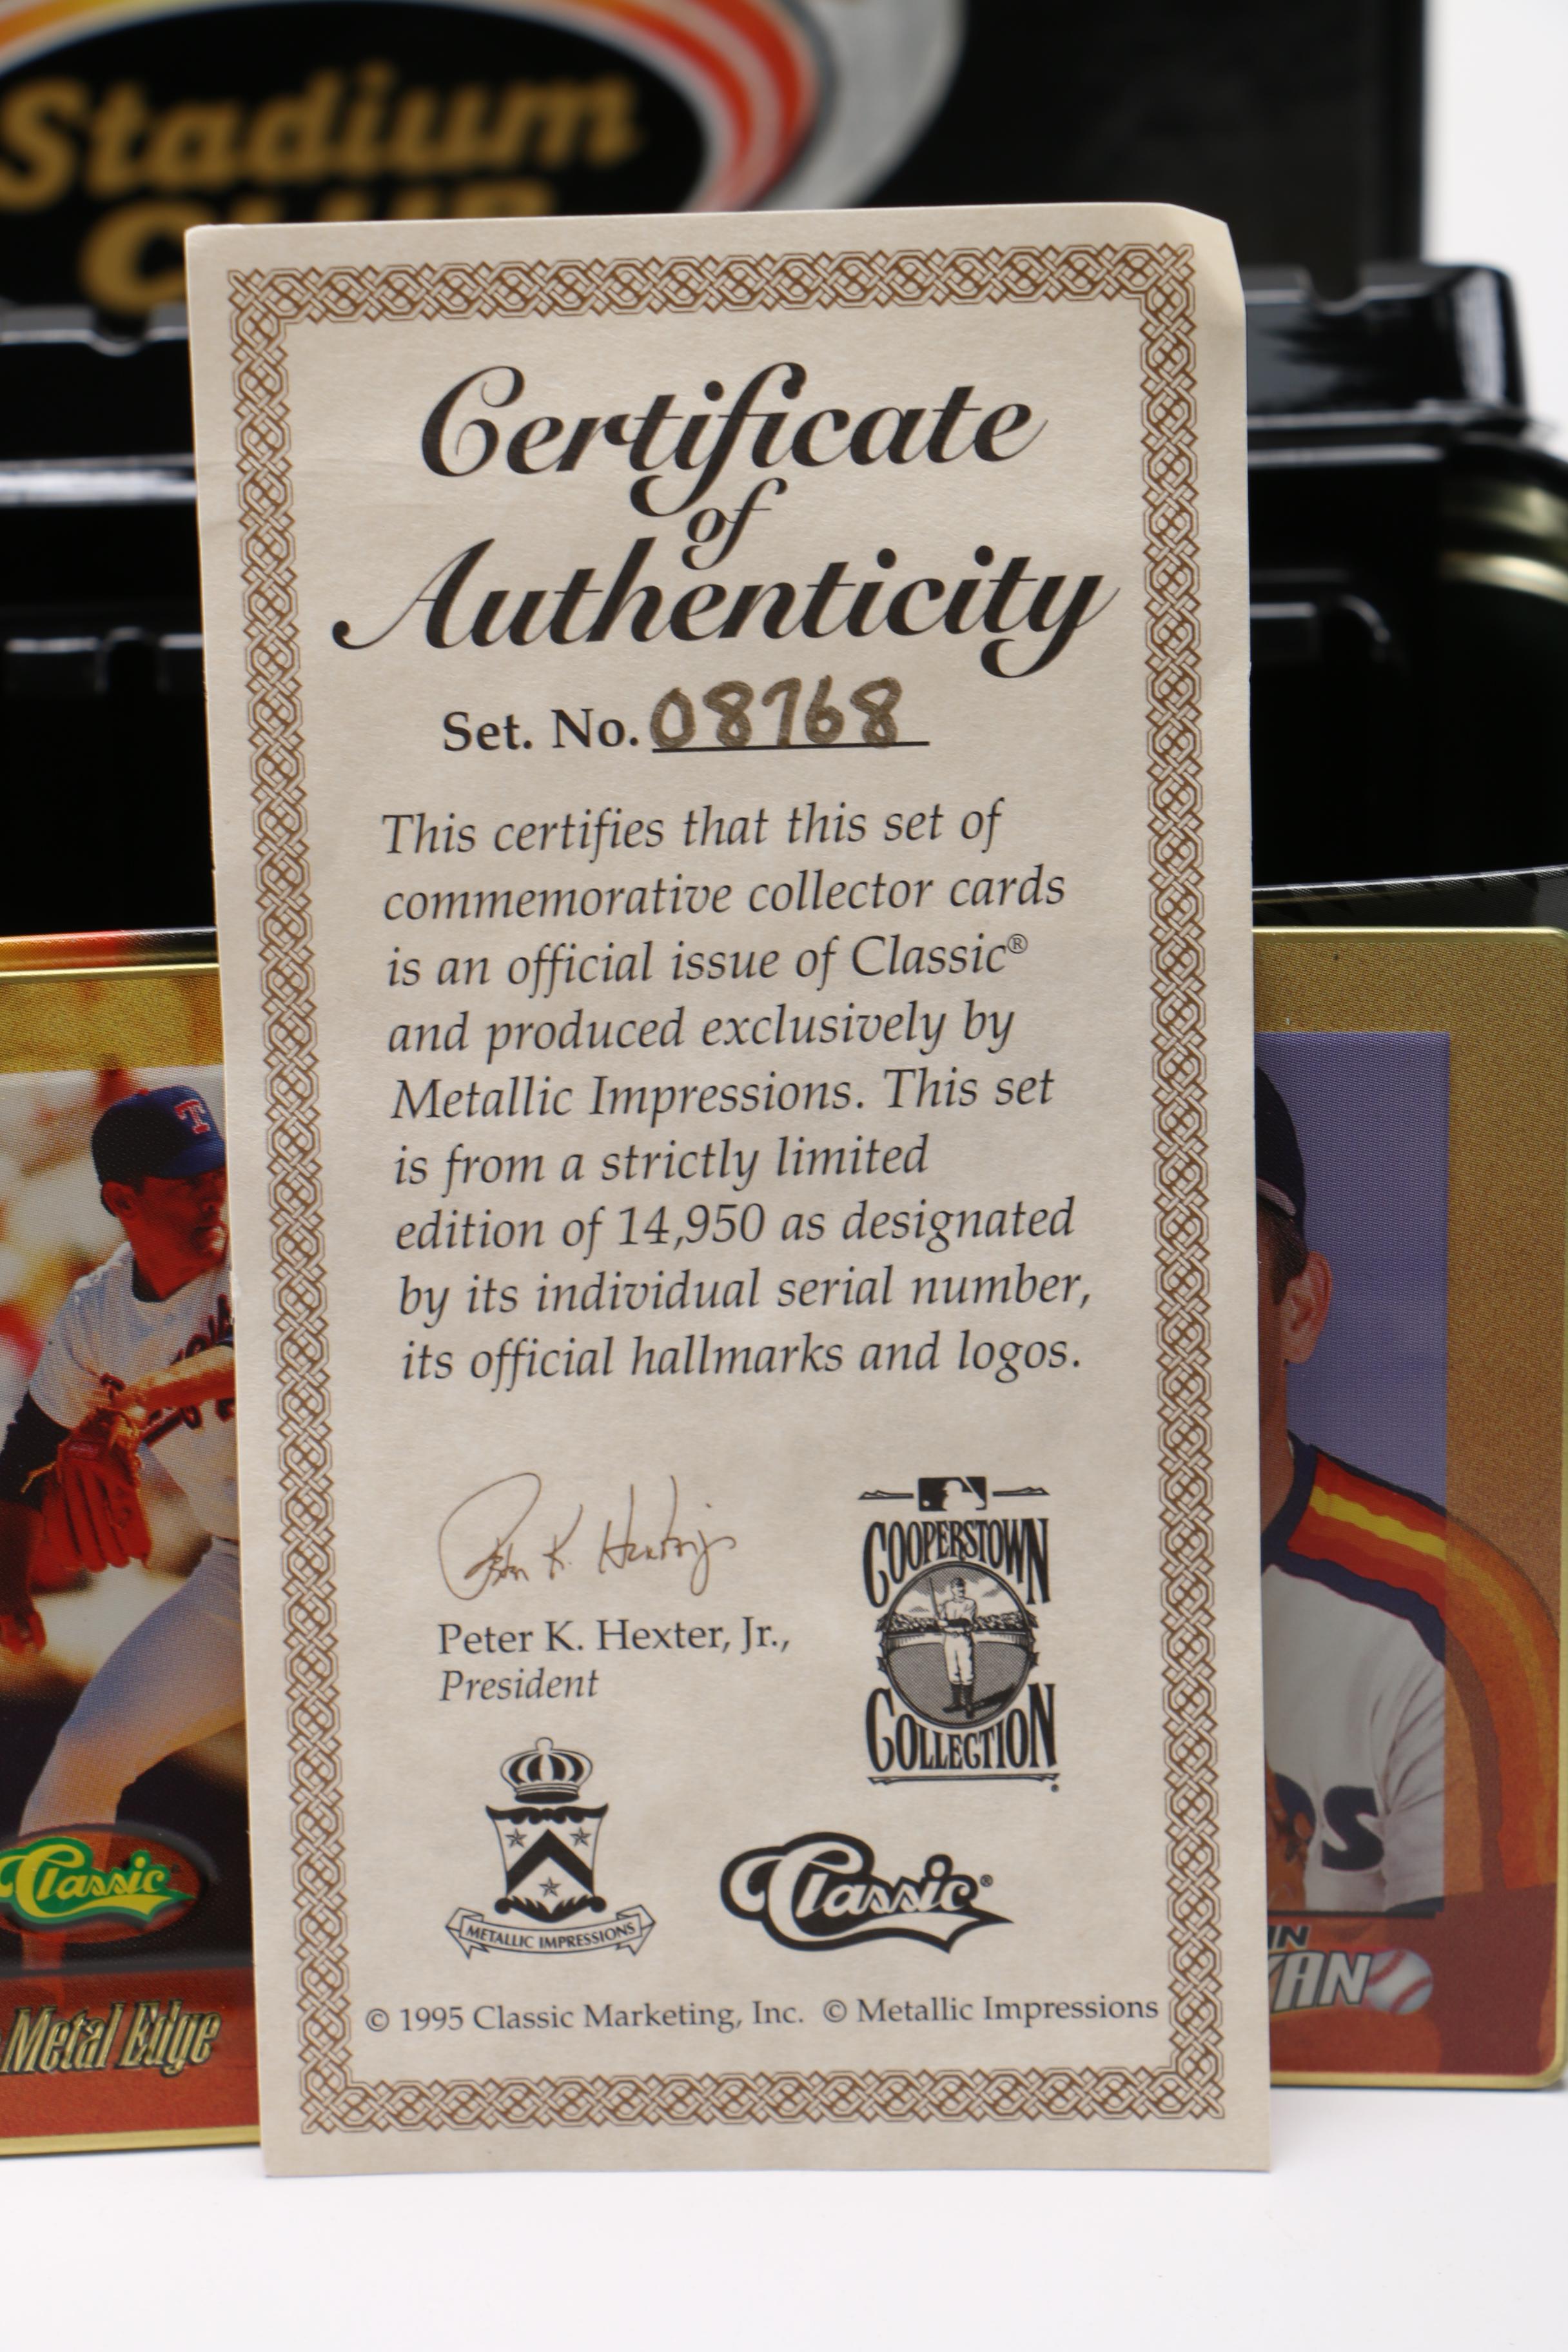 Stadium
CLUB
Certificate
of
Authenticity
Set. No. 08768
This certifies that this set of
commemorative collector cards
is an official issue of Classic®
and produced exclusively by
Metallic Impressions. This set
is from a strictly limited
edition of 14,950 as designated
by its individual serial number,
its official hallmarks and logos.
Peter K. Hexter, Jr.,
President
COOPERSTOWN
COLLECTION
METALLIC IMPRESSIONS
Classic®
© 1995 Classic Marketing, Inc. © Metallic Impressions
T
Classic
Metal Edge